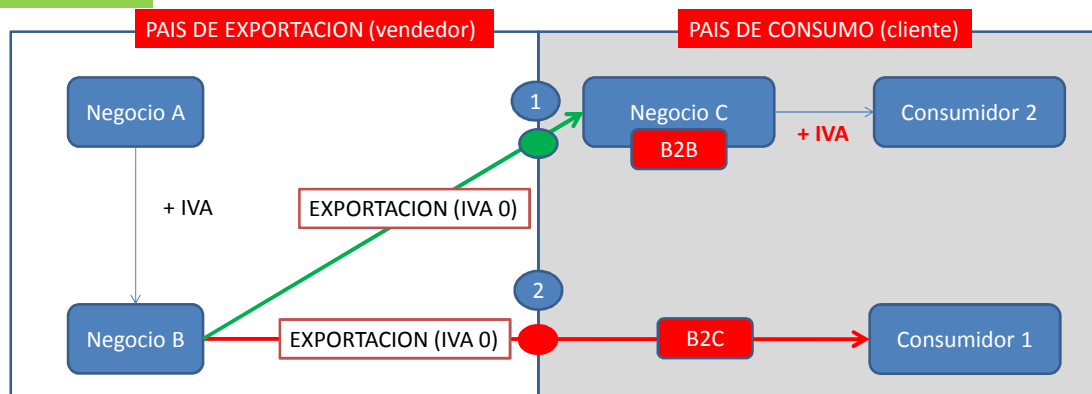 PAIS DE EXPORTACION (vendedor)
PAIS DE CONSUMO (cliente)
Negocio A
1
Negocio C
Consumidor 2
+ IVA
B2B
+ IVA
EXPORTACION (IVA 0)
2
Negocio B
EXPORTACION (IVA 0)
B2C
Consumidor 1